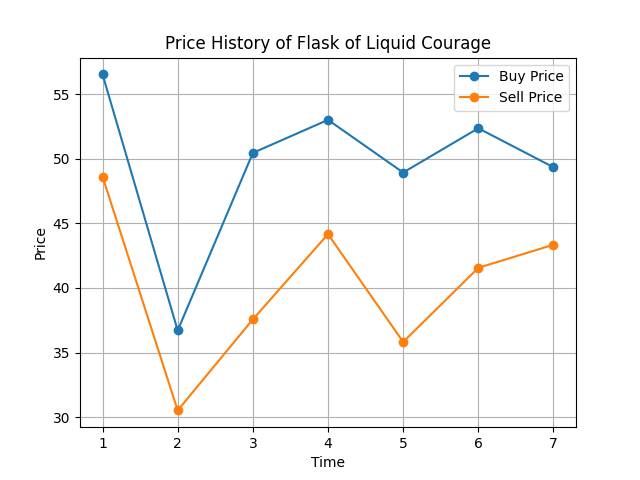 Price History of Flask of Liquid Courage
Buy Price
Sell Price
55
50
45
40
35
30
Price
1 2 3 4 5 6 7
Time